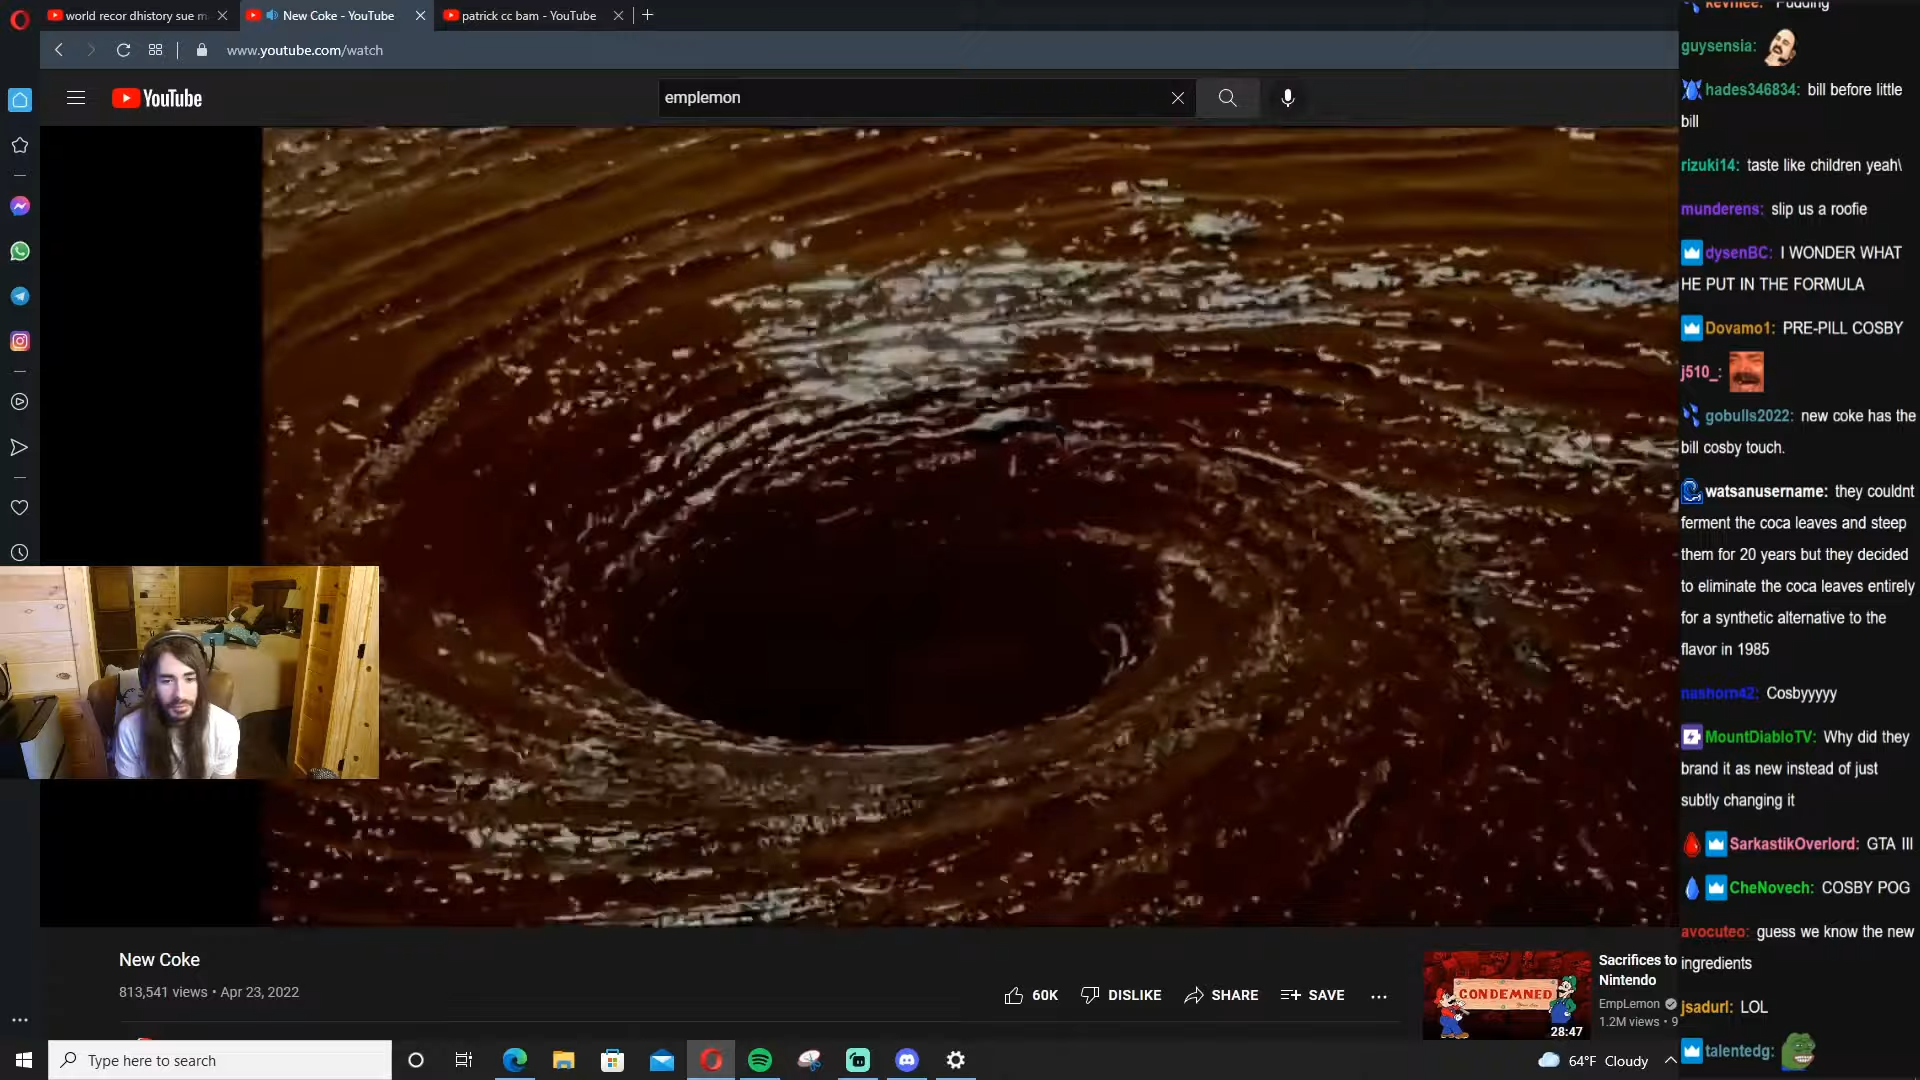 world recor dhistory sue m
New Coke - YouTube
patrick cc bam - YouTube
www.youtube.com/watch
YouTube
emplemon
kevmee: Pudding
guysensia:
hades346834: bill before little
bill
rizuki14: taste like children yeah\
munderens: slip us a roofie
dysenBC: I WONDER WHAT
HE PUT IN THE FORMULA
Dovamo1: PRE-PILL COSBY
j510_:
gobulls2022: new coke has the
bill cosby touch.
watsanusername: they couldnt
ferment the coca leaves and steep
them for 20 years but they decided
to eliminate the coca leaves entirely
for a synthetic alternative to the
flavor in 1985
nashorn42: Cosbyyyyy
MountDiabloTV: Why did they
brand it as new instead of just
subtly changing it
SarkastikOverlord: GTA III
CheNovech: COSBY POG
avocuteo: guess we know the new
ingredients
jsadurl: LOL
talentedg:
New Coke
813,541 views • Apr 23, 2022
60K
DISLIKE
SHARE
SAVE
CONDEMNED
28:47
Sacrifices to
Nintendo
EmpLemon
1.2M views • 9
Type here to search
64°F Cloudy